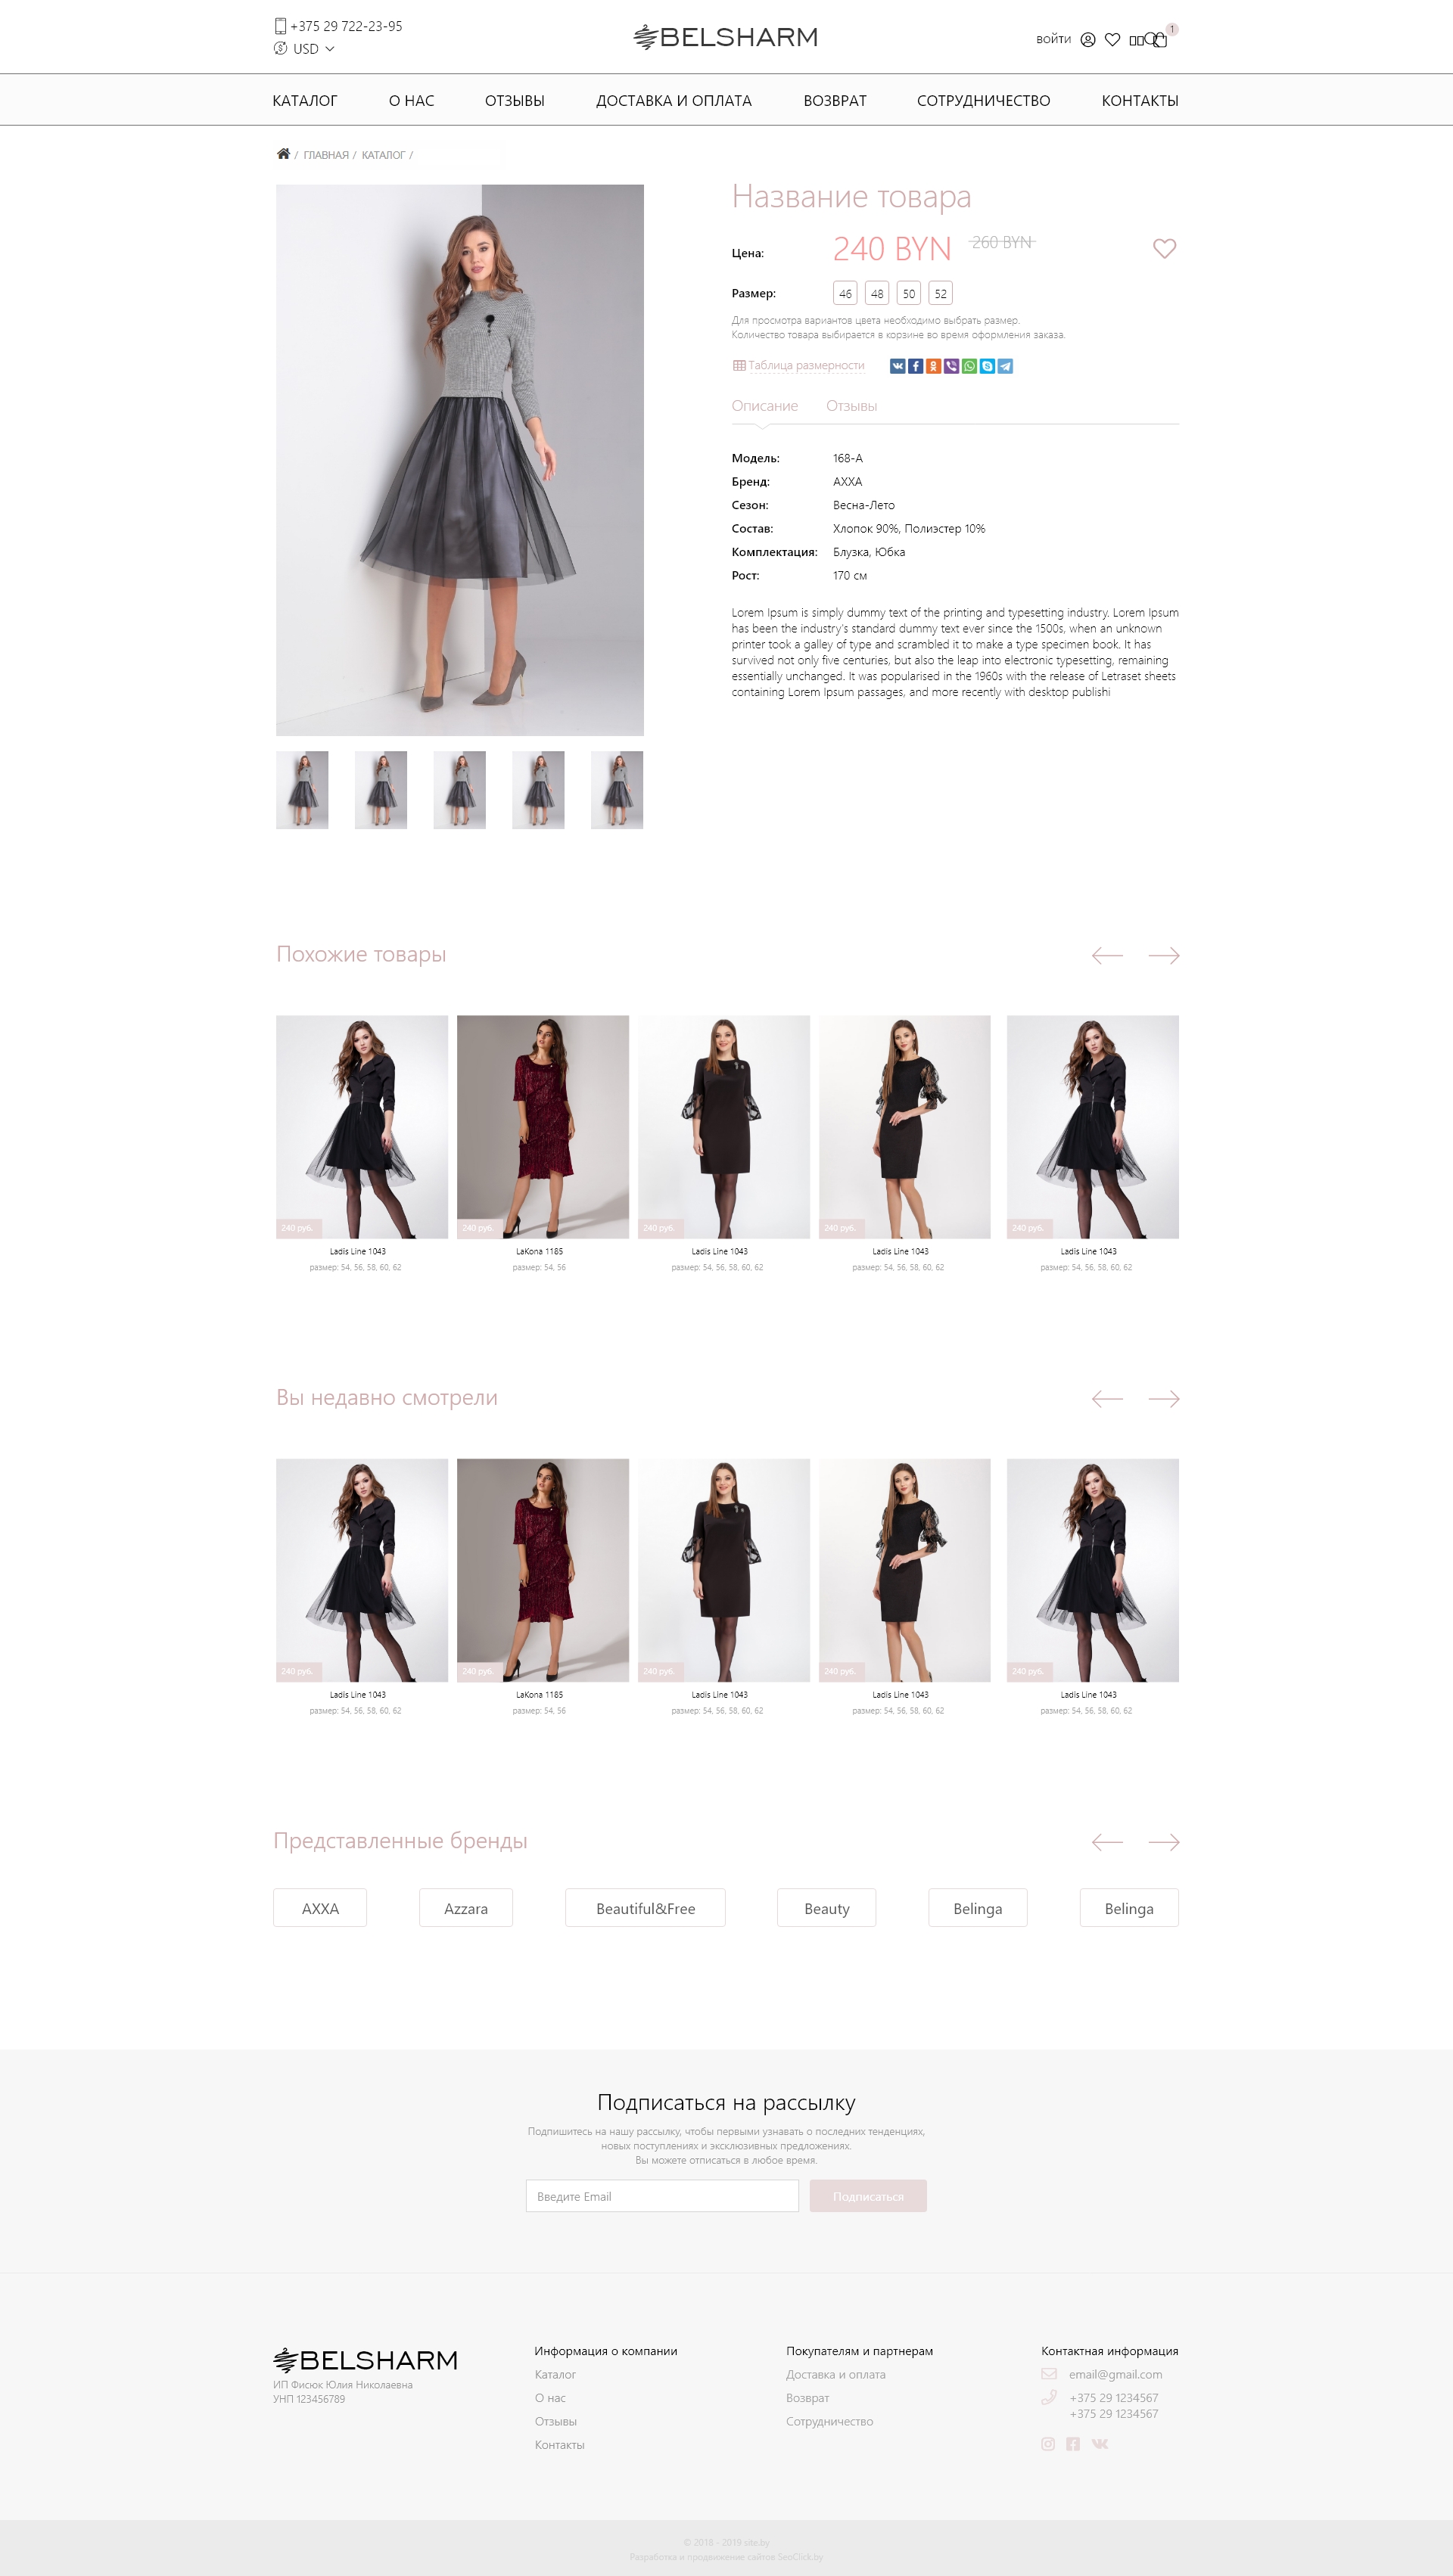 +375 29 722-23-95
USD
BELSHARM
ВОЙТИ
1
КАТАЛОГ О НАС ОТЗЫВЫ ДОСТАВКА И ОПЛАТА ВОЗВРАТ СОТРУДНИЧЕСТВО КОНТАКТЫ
/ ГЛАВНАЯ / КАТАЛОГ /
Название товара
Цена: 240 BYN 260 BYN
Размер: 46 48 50 52
Для просмотра вариантов цвета необходимо выбрать размер.
Количество товара выбирается в корзине во время оформления заказа.
Таблица размерности
Описание Отзывы
Модель: 168-А
Бренд: AXXA
Сезон: Весна-Лето
Состав: Хлопок 90%, Полиэстер 10%
Комплектация: Блузка, Юбка
Рост: 170 см
Lorem Ipsum is simply dummy text of the printing and typesetting industry. Lorem Ipsum
has been the industry's standard dummy text ever since the 1500s, when an unknown
printer took a galley of type and scrambled it to make a type specimen book. It has
survived not only five centuries, but also the leap into electronic typesetting, remaining
essentially unchanged. It was popularised in the 1960s with the release of Letraset sheets
containing Lorem Ipsum passages, and more recently with desktop publishi
Похожие товары
240 руб. 240 руб. 240 руб. 240 руб. 240 руб.
Ladis Line 1043 LaKona 1185 Ladis Line 1043 Ladis Line 1043 Ladis Line 1043
размер: 54, 56, 58, 60, 62 размер: 54, 56 размер: 54, 56, 58, 60, 62 размер: 54, 56, 58, 60, 62 размер: 54, 56, 58, 60, 62
Вы недавно смотрели
240 руб. 240 руб. 240 руб. 240 руб. 240 руб.
Ladis Line 1043 LaKona 1185 Ladis Line 1043 Ladis Line 1043 Ladis Line 1043
размер: 54, 56, 58, 60, 62 размер: 54, 56 размер: 54, 56, 58, 60, 62 размер: 54, 56, 58, 60, 62 размер: 54, 56, 58, 60, 62
Представленные бренды
AXXA Azzara Beautiful&Free Beauty Belinga Belinga
Подписаться на рассылку
Подпишитесь на нашу рассылку, чтобы первыми узнавать о последних тенденциях,
новых поступлениях и эксклюзивных предложениях.
Вы можете отписаться в любое время.
Введите Email Подписаться
BELSHARM
ИП Фисюк Юлия Николаевна
УНП 123456789
Информация о компании
Каталог
О нас
Отзывы
Контакты
Покупателям и партнерам
Доставка и оплата
Возврат
Сотрудничество
Контактная информация
email@gmail.com
+375 29 1234567
+375 29 1234567
© 2018 - 2019 site.by
Разработка и продвижение сайтов SeoClick.by